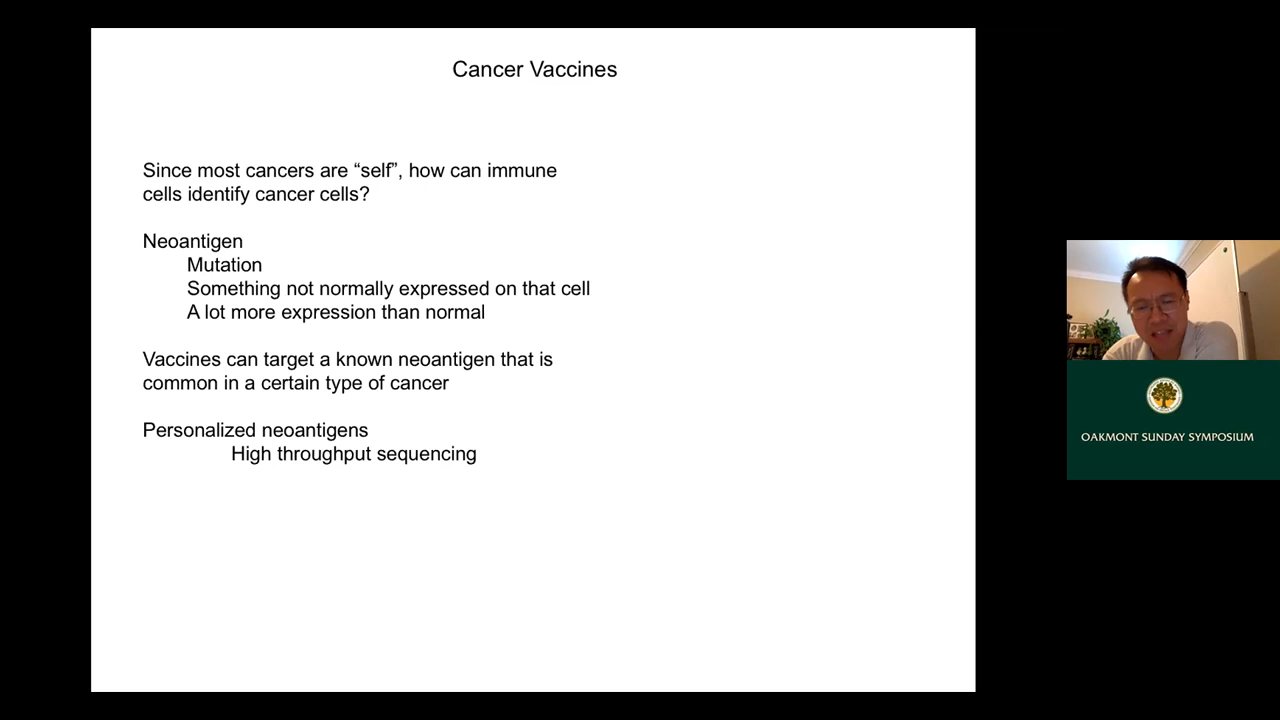 Cancer Vaccines
Since most cancers are “self”, how can immune
cells identify cancer cells?
Neoantigen
Mutation
Something not normally expressed on that cell
A lot more expression than normal
Vaccines can target a known neoantigen that is
common in a certain type of cancer
Personalized neoantigens
High throughput sequencing
OAKMONT SUNDAY SYMPOSIUM